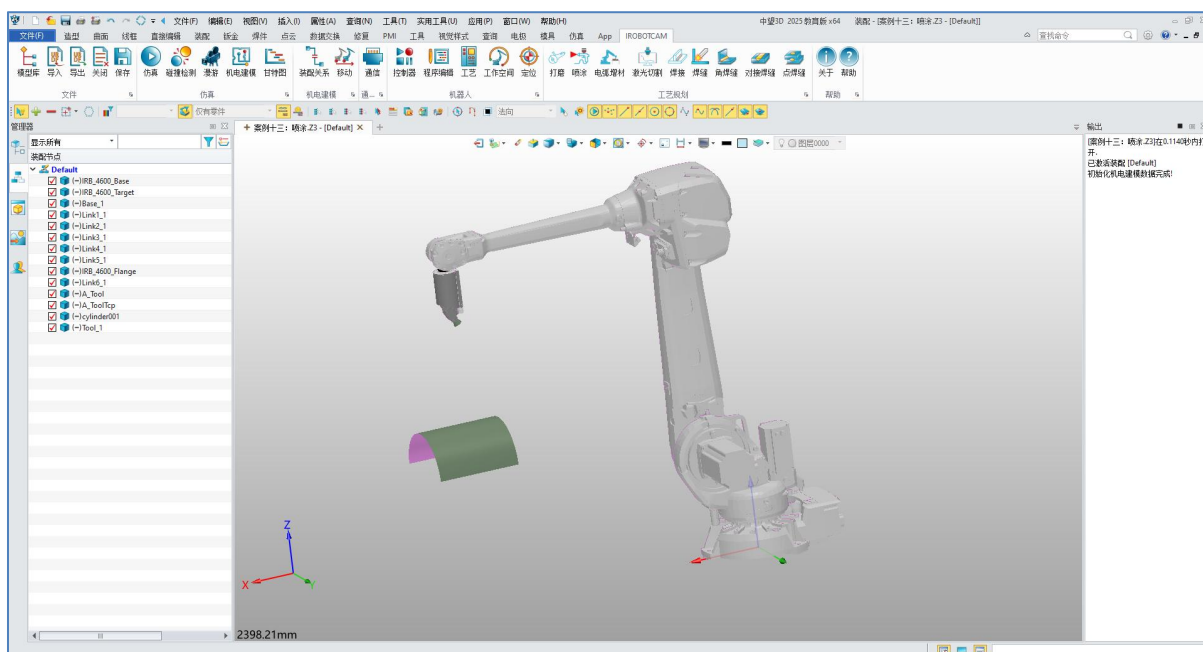 文件(F) 编辑(E) 视图(V) 插入(I) 属性(A) 查询(N) 工具(T) 实用工具(U) 应用(P) 窗口(W) 帮助(H) 中望3D 2025 教育版 x64 装配 - [案例十三：喷涂.Z3 - [Default]]
文件(F) 造型 曲面 线框 直接编辑 装配 钣金 焊件 点云 数据交换 修复 PMI 工具 视觉样式 查询 电极 模具 仿真 App IROBOTCAM 查找命令
模型库 导入 导出 关闭 保存 仿真 碰撞检测 漫游 机电建模 甘特图 装配关系 移动 通信 控制器 程序编辑 工艺 工作空间 定位 打磨 喷涂 电弧增材 激光切割 焊接 焊缝 角焊缝 对接焊缝 点焊缝 关于 帮助
文件 仿真 机电建模 通... 机器人 工艺规划 帮助
仅有零件 法向
管理器 案例十三：喷涂.Z3 - [Default] 输出
显示所有 图层0000 [案例十三：喷涂.Z3]在0.1140秒内打
装配节点 开.
Default 已激活装配 [Default]
(-)IRB_4600_Base 初始化机电建模数据完成!
(-)IRB_4600_Target
(-)Base_1
(-)Link1_1
(-)Link2_1
(-)Link3_1
(-)Link4_1
(-)Link5_1
(-)IRB_4600_Flange
(-)Link6_1
(-)A_Tool
(-)A_ToolTcp
(-)cylinder001
(-)Tool_1
Z
X Y
2398.21mm